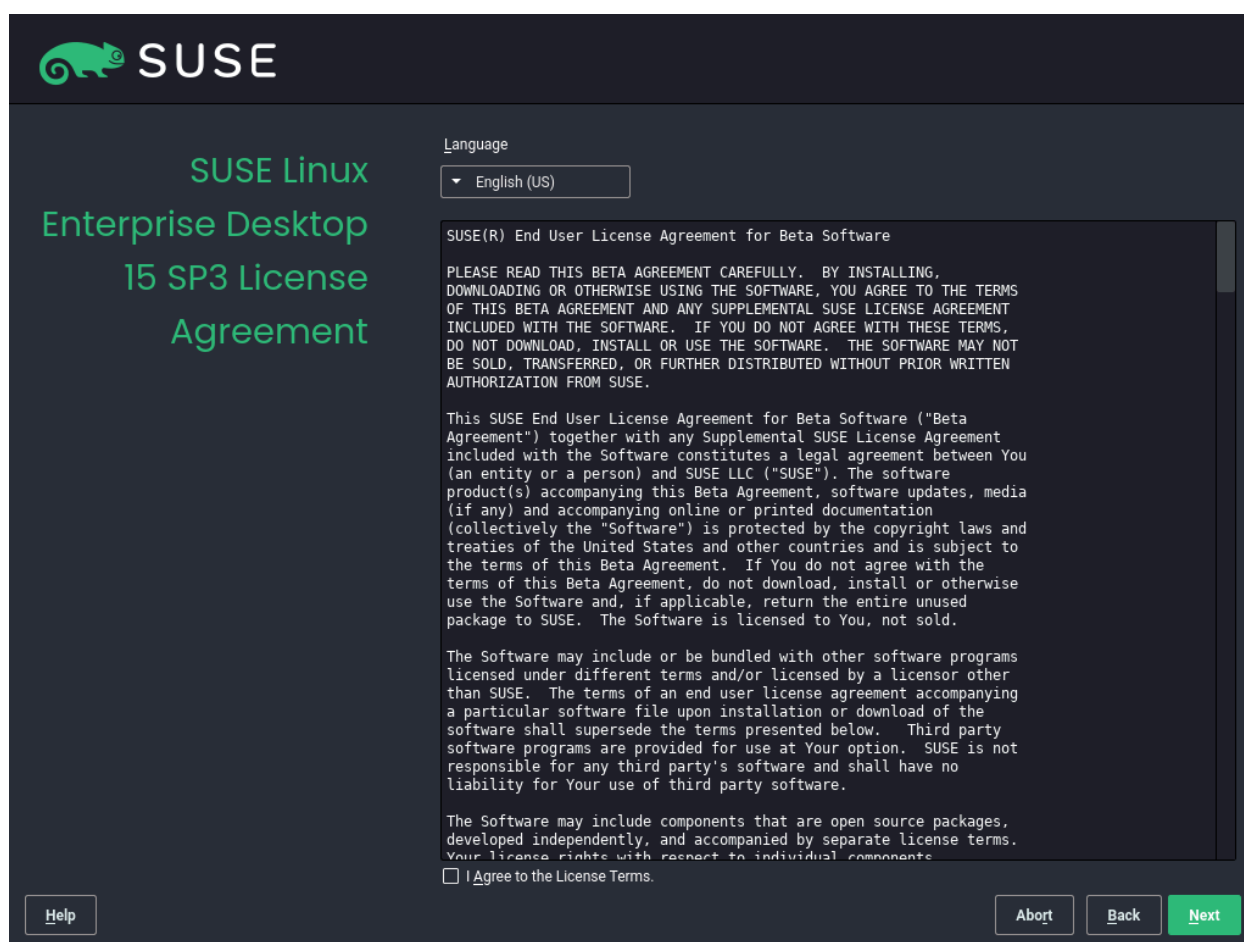 SUSE
SUSE Linux
Enterprise Desktop
15 SP3 License
Agreement
Language
English (US)
SUSE(R) End User License Agreement for Beta Software
PLEASE READ THIS BETA AGREEMENT CAREFULLY.  BY INSTALLING,
DOWNLOADING OR OTHERWISE USING THE SOFTWARE, YOU AGREE TO THE TERMS
OF THIS BETA AGREEMENT AND ANY SUPPLEMENTAL SUSE LICENSE AGREEMENT
INCLUDED WITH THE SOFTWARE.  IF YOU DO NOT AGREE WITH THESE TERMS,
DO NOT DOWNLOAD, INSTALL OR USE THE SOFTWARE.  THE SOFTWARE MAY NOT
BE SOLD, TRANSFERRED, OR FURTHER DISTRIBUTED WITHOUT PRIOR WRITTEN
AUTHORIZATION FROM SUSE.
This SUSE End User License Agreement for Beta Software ("Beta
Agreement") together with any Supplemental SUSE License Agreement
included with the Software constitutes a legal agreement between You
(an entity or a person) and SUSE LLC ("SUSE"). The software
product(s) accompanying this Beta Agreement, software updates, media
(if any) and accompanying online or printed documentation
(collectively the "Software") is protected by the copyright laws and
treaties of the United States and other countries and is subject to
the terms of this Beta Agreement.  If You do not agree with the
terms of this Beta Agreement, do not download, install or otherwise
use the Software and, if applicable, return the entire unused
package to SUSE.  The Software is licensed to You, not sold.
The Software may include or be bundled with other software programs
licensed under different terms and/or licensed by a licensor other
than SUSE.  The terms of an end user license agreement accompanying
a particular software file upon installation or download of the
software shall supersede the terms presented below.   Third party
software programs are provided for use at Your option.  SUSE is not
responsible for any third party's software and shall have no
liability for Your use of third party software.
The Software may include components that are open source packages,
developed independently, and accompanied by separate license terms.
Your license rights with respect to individual components
I Agree to the License Terms.
Help
Abort
Back
Next